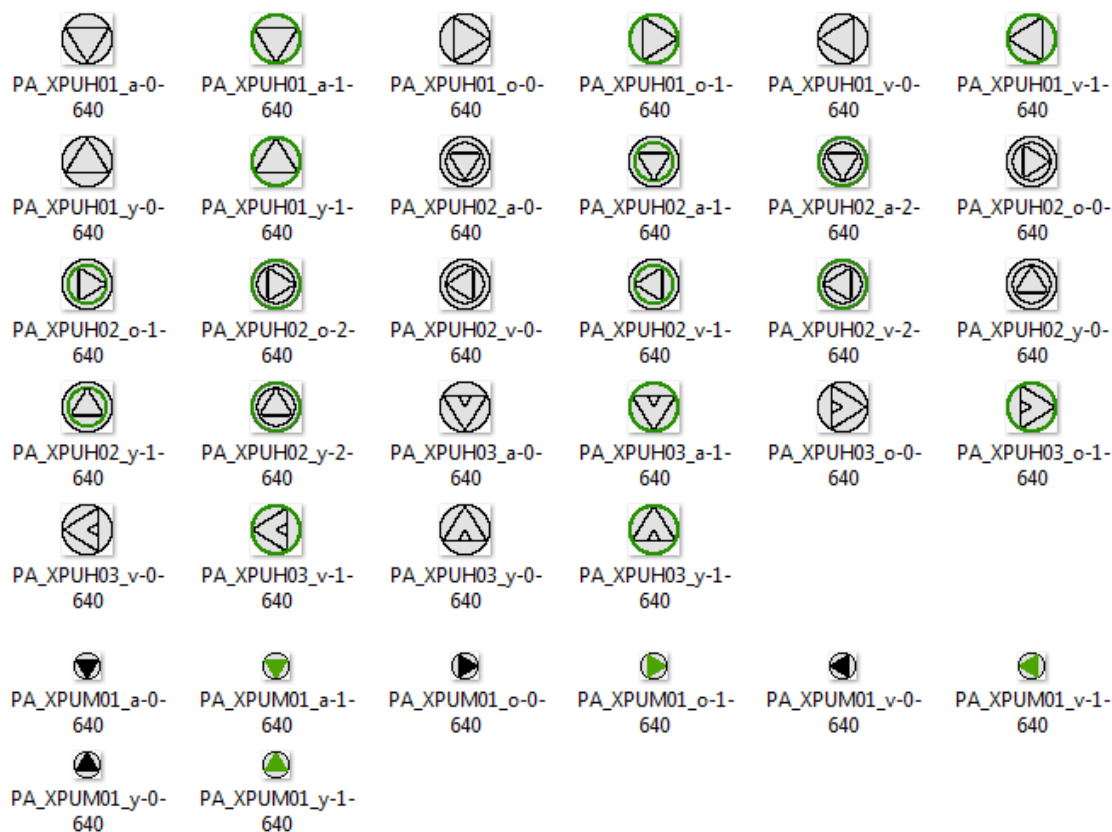 PA_XPUH01_a-0- PA_XPUH01_a-1- PA_XPUH01_o-0- PA_XPUH01_o-1- PA_XPUH01_v-0- PA_XPUH01_v-1-
640 640 640 640 640 640
PA_XPUH01_y-0- PA_XPUH01_y-1- PA_XPUH02_a-0- PA_XPUH02_a-1- PA_XPUH02_a-2- PA_XPUH02_o-0-
640 640 640 640 640 640
PA_XPUH02_o-1- PA_XPUH02_o-2- PA_XPUH02_v-0- PA_XPUH02_v-1- PA_XPUH02_v-2- PA_XPUH02_y-0-
640 640 640 640 640 640
PA_XPUH02_y-1- PA_XPUH02_y-2- PA_XPUH03_a-0- PA_XPUH03_a-1- PA_XPUH03_o-0- PA_XPUH03_o-1-
640 640 640 640 640 640
PA_XPUH03_v-0- PA_XPUH03_v-1- PA_XPUH03_y-0- PA_XPUH03_y-1-
640 640 640 640
PA_XPUM01_a-0- PA_XPUM01_a-1- PA_XPUM01_o-0- PA_XPUM01_o-1- PA_XPUM01_v-0- PA_XPUM01_v-1-
640 640 640 640 640 640
PA_XPUM01_y-0- PA_XPUM01_y-1-
640 640